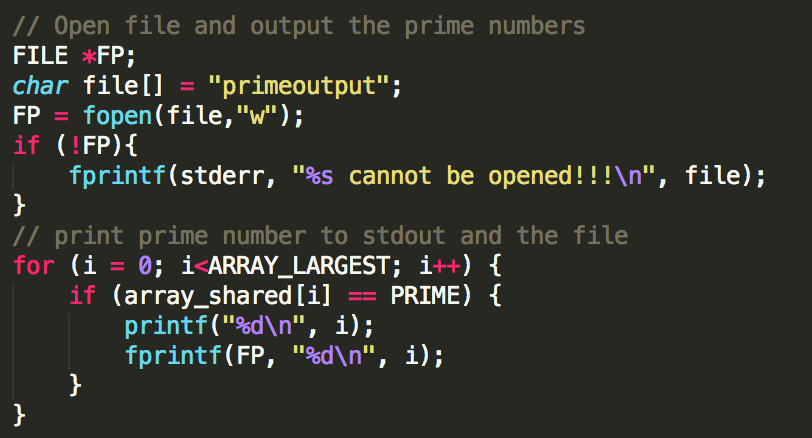 // Open file and output the prime numbers
FILE *FP;
char file[] = "primeoutput";
FP = fopen(file,"w");
if (!FP){
    fprintf(stderr, "%s cannot be opened!!!\n", file);
}
// print prime number to stdout and the file
for (i = 0; i<ARRAY_LARGEST; i++) {
    if (array_shared[i] == PRIME) {
        printf("%d\n", i);
        fprintf(FP, "%d\n", i);
    }
}